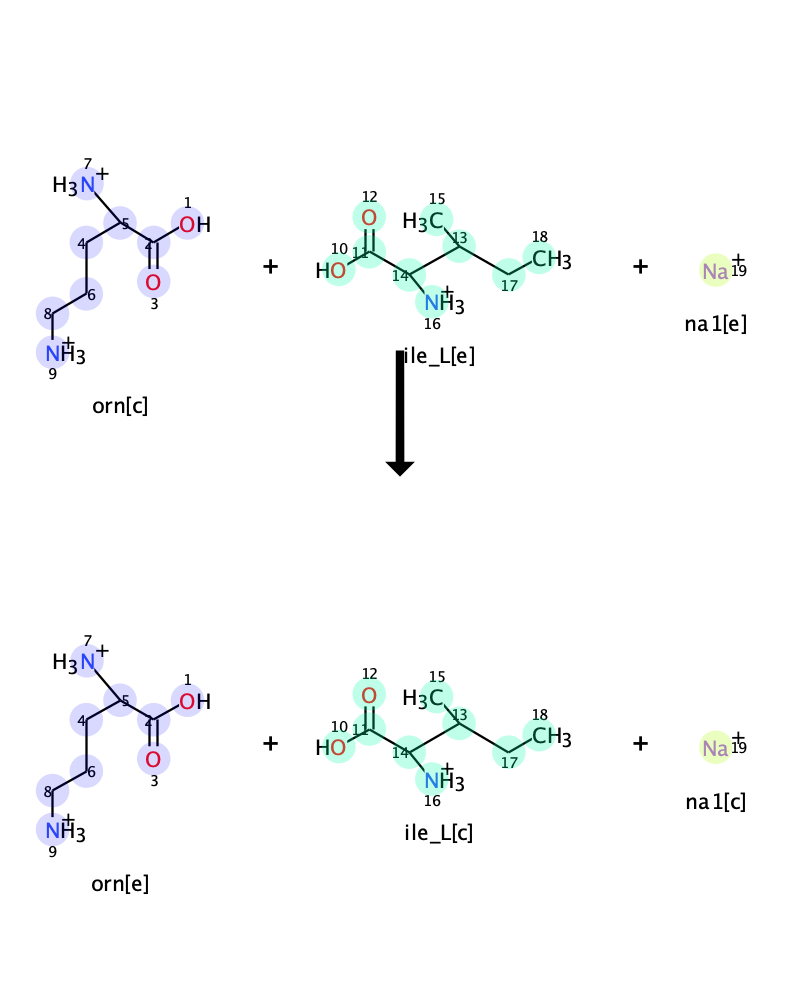 7
H3N+
1
OH
5
4
2
O
3
6
8
NH3+
9
orn[c]
+
12
O
15
H3C
10
HO
11
13
14
18
CH3
17
NH3+
16
ile_L[e]
+
Na+
19
na1[e]
7
H3N+
1
OH
5
4
2
O
3
6
8
NH3+
9
orn[e]
+
12
O
15
H3C
10
HO
11
13
14
18
CH3
17
NH3+
16
ile_L[c]
+
Na+
19
na1[c]